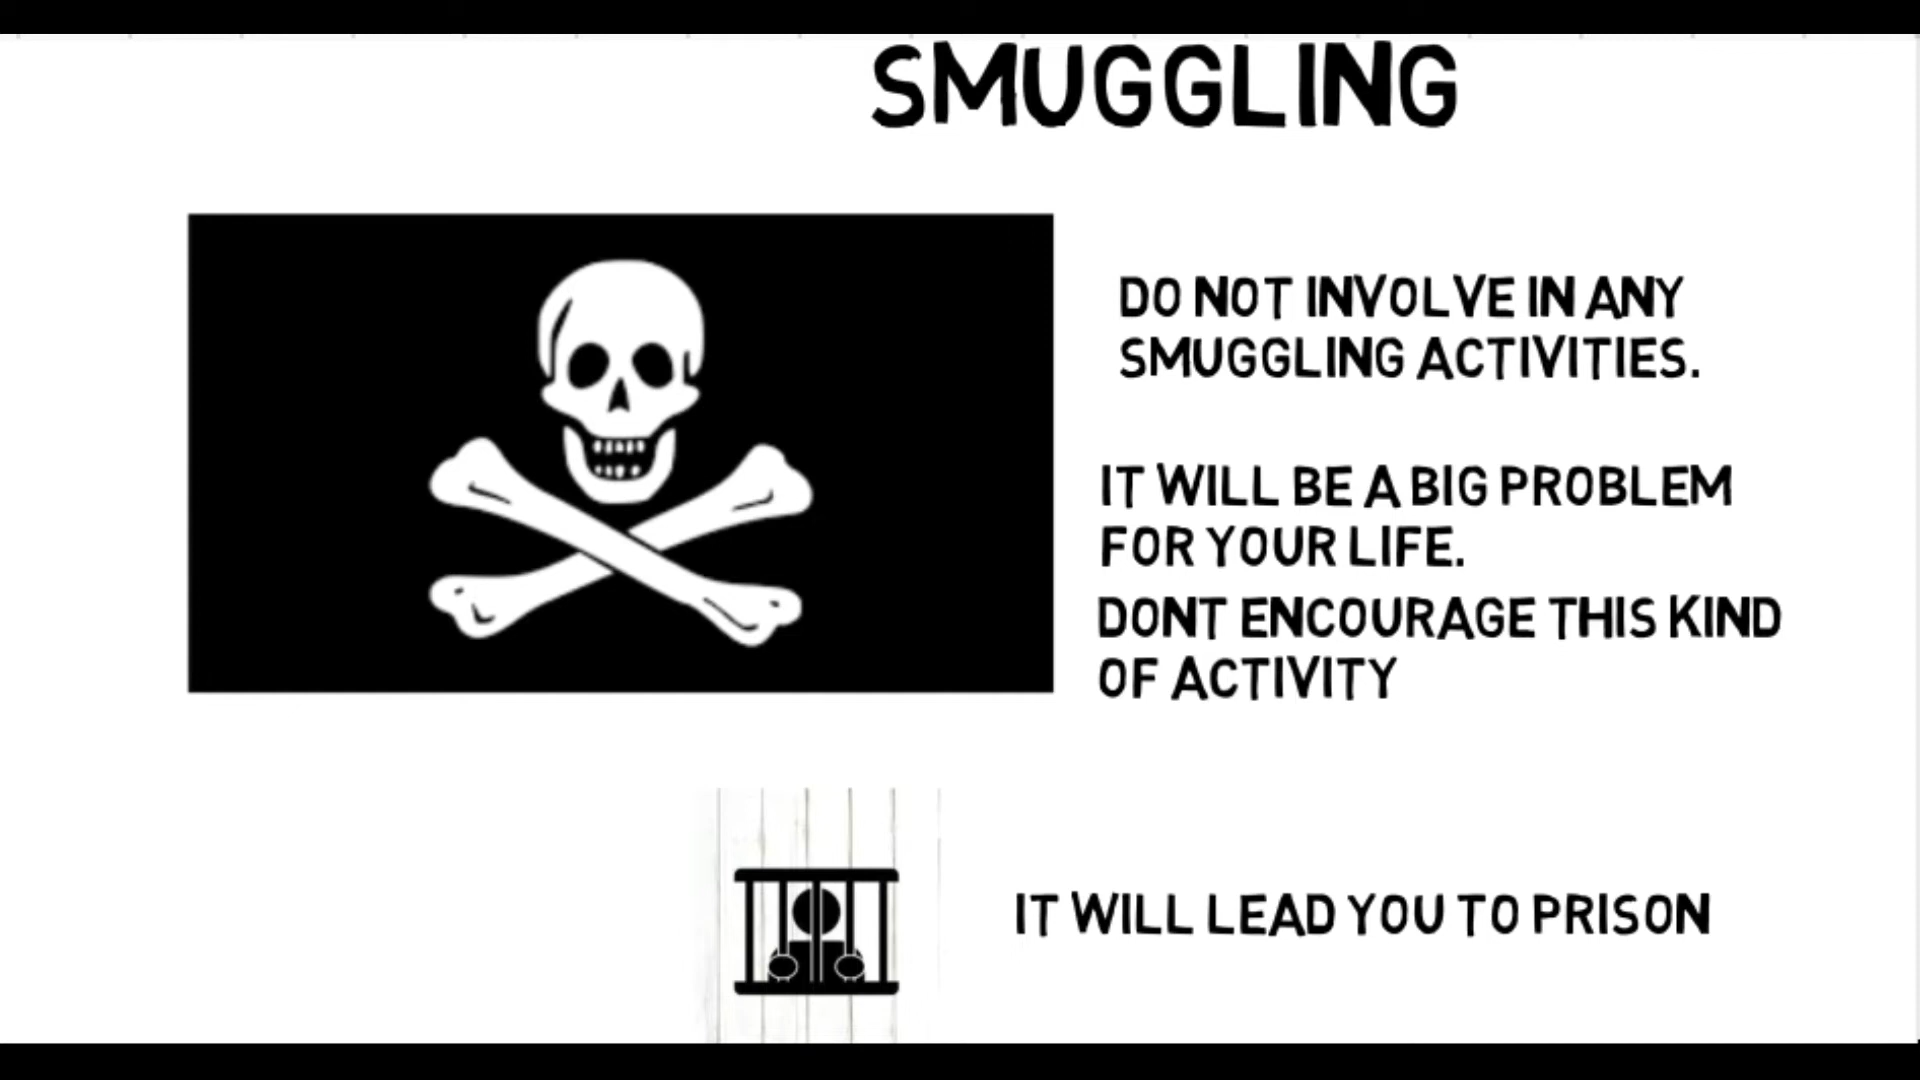 SMUGGLING
DO NOT INVOLVE IN ANY
SMUGGLING ACTIVITIES.
IT WILL BE A BIG PROBLEM
FOR YOUR LIFE.
DONT ENCOURAGE THIS KIND
OF ACTIVITY
IT WILL LEAD YOU TO PRISON